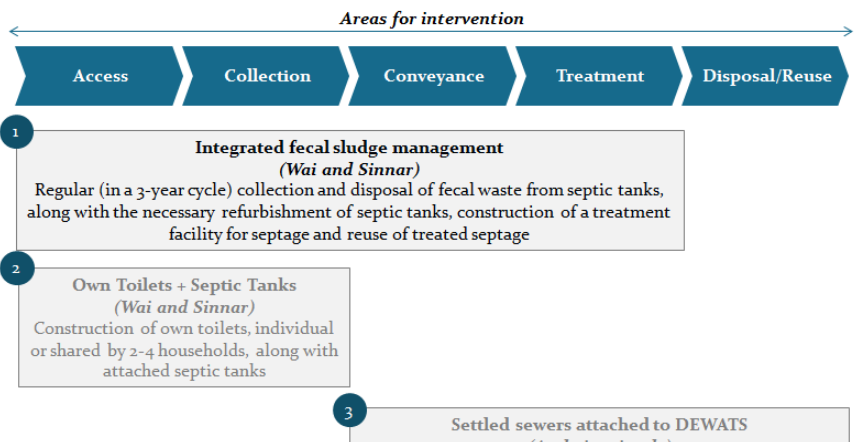 Areas for intervention
Access
Collection
Conveyance
Treatment
Disposal/Reuse
1
Integrated fecal sludge management
(Wai and Sinnar)
Regular (in a 3-year cycle) collection and disposal of fecal waste from septic tanks,
along with the necessary refurbishment of septic tanks, construction of a treatment
facility for septage and reuse of treated septage
2
Own Toilets + Septic Tanks
(Wai and Sinnar)
Construction of own toilets, individual
or shared by 2-4 households, along with
attached septic tanks
3
Settled sewers attached to DEWATS